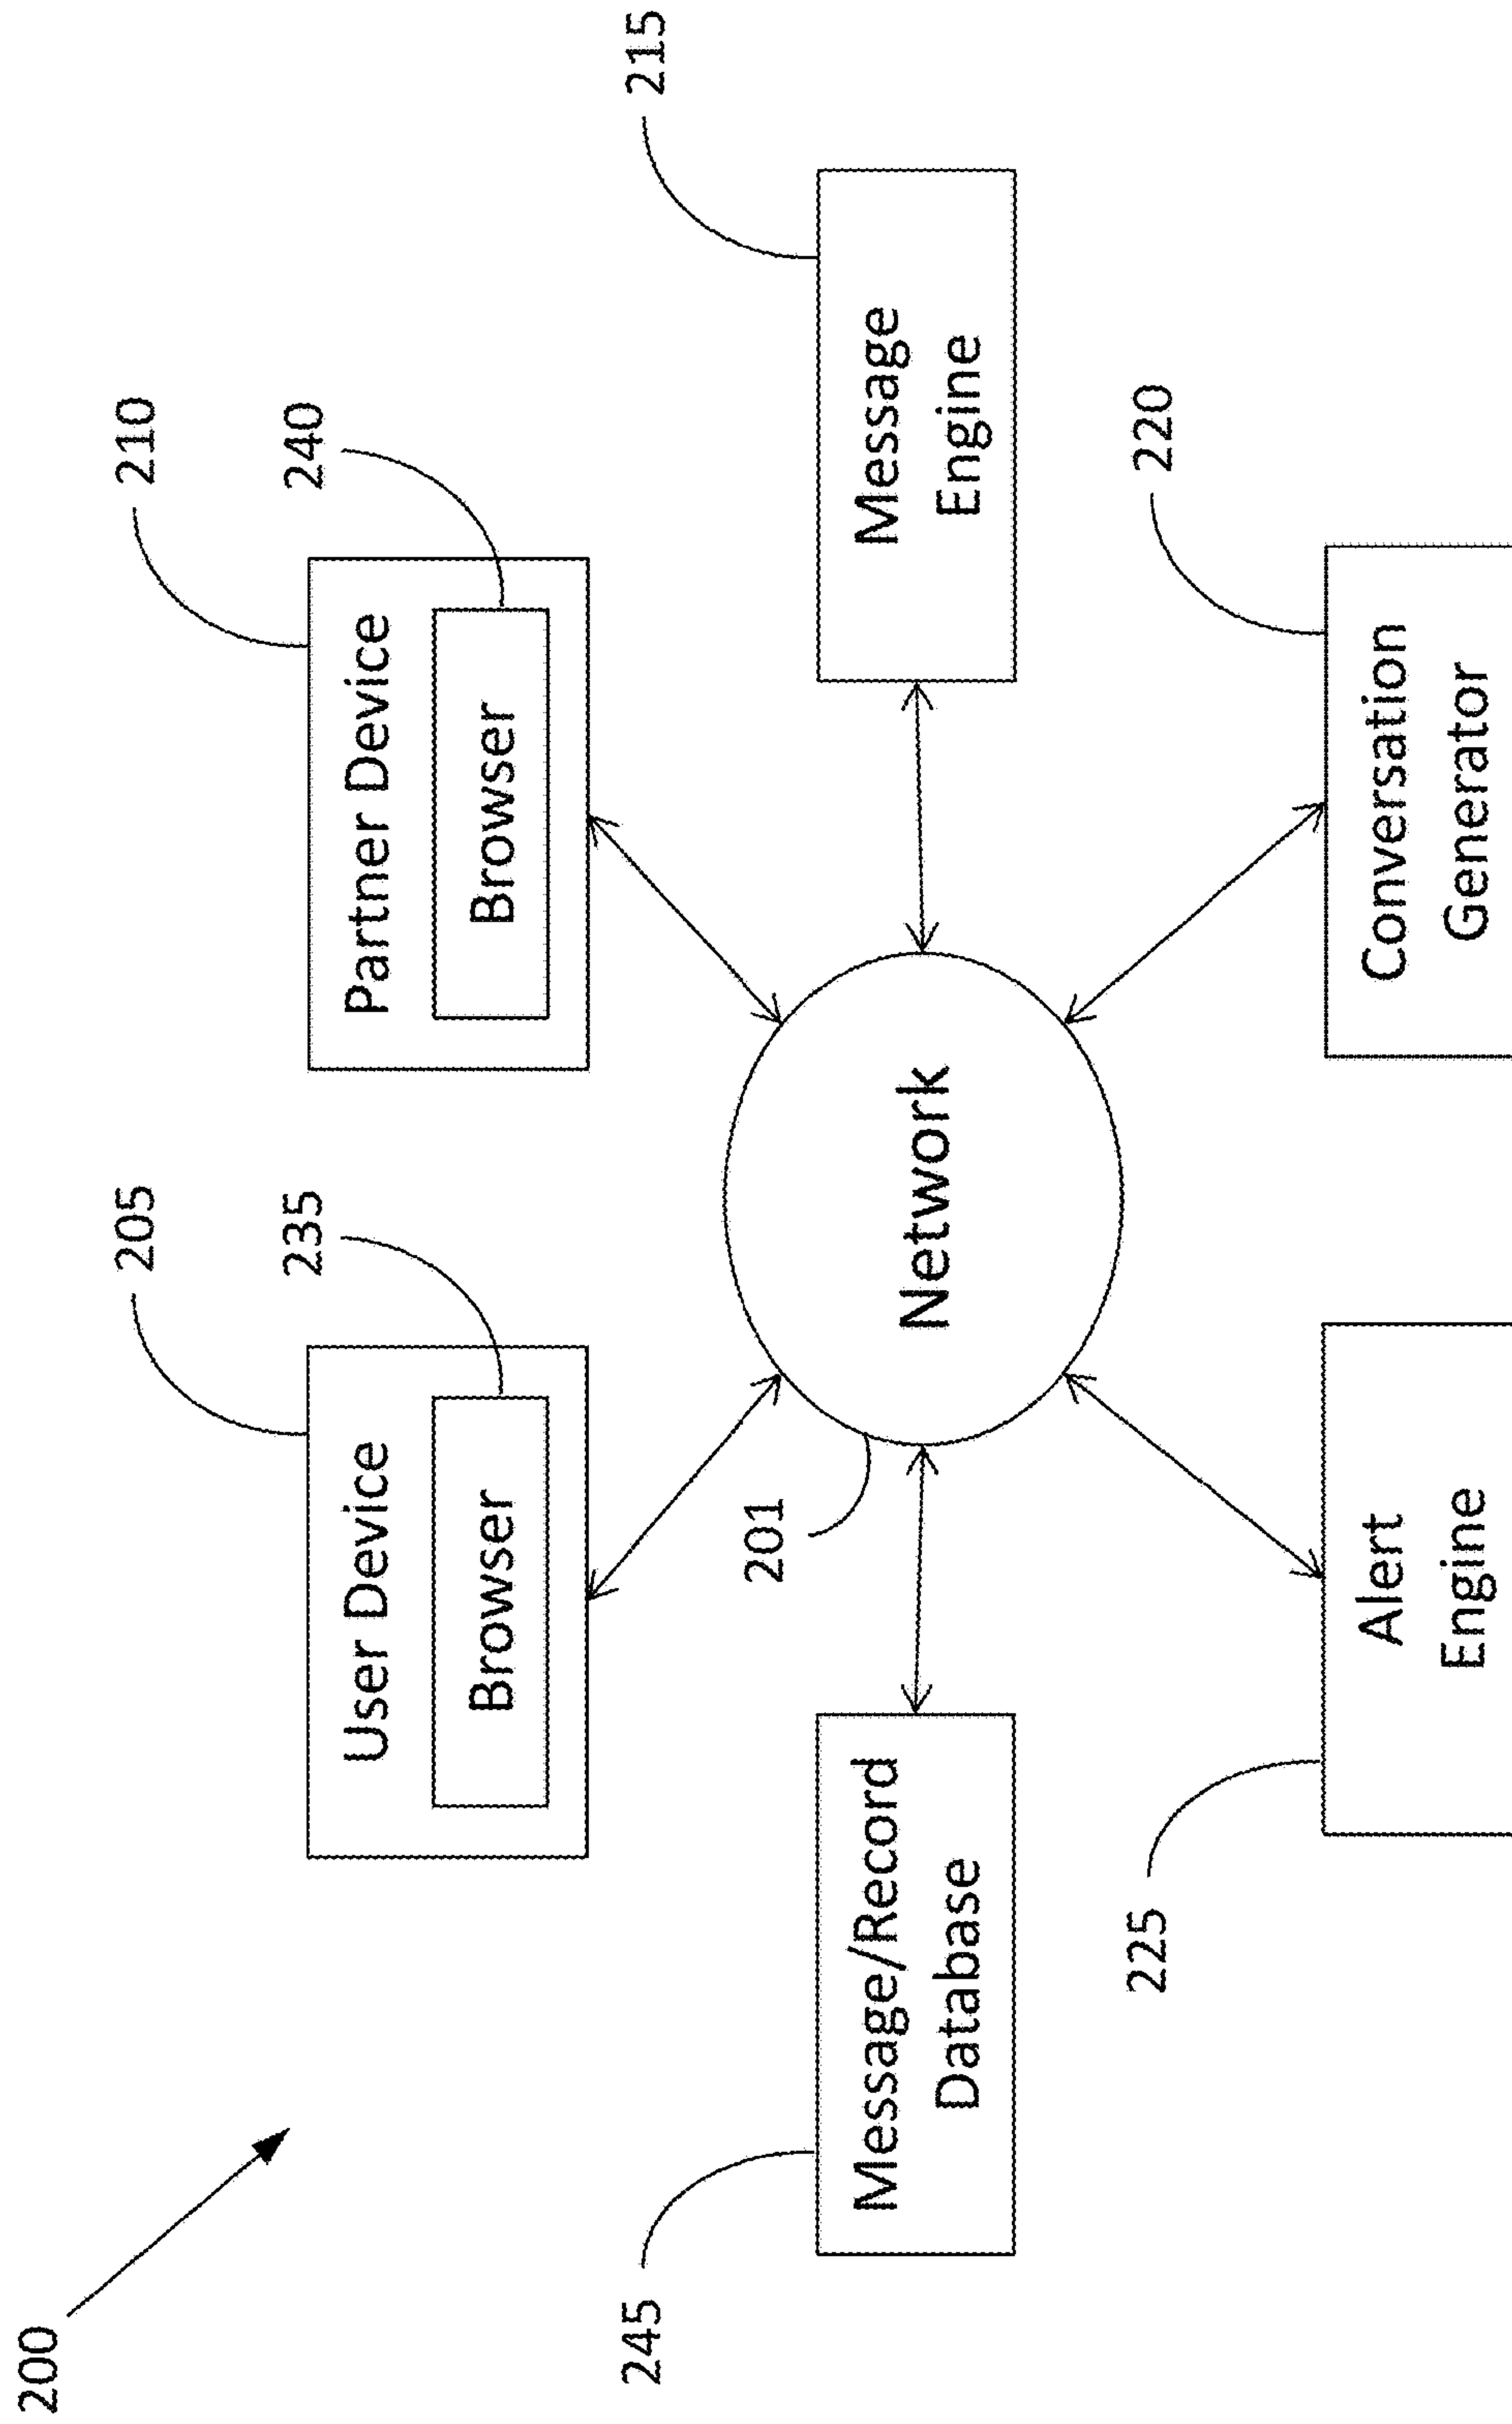 200
205
210
User Device
235
Browser
Partner Device
240
Browser
245
Message/Record
Database
201
Network
215
Message
Engine
225
Alert
Engine
220
Conversation
Generator